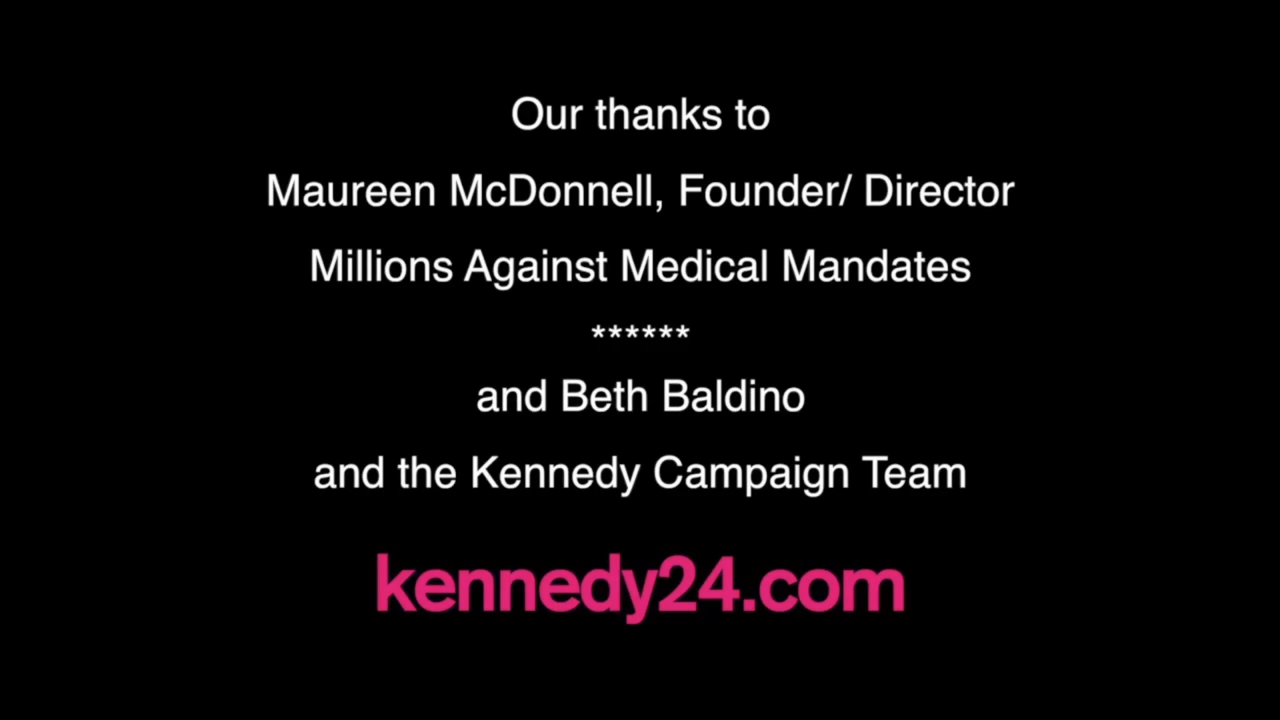 Our thanks to
Maureen McDonnell, Founder/ Director
Millions Against Medical Mandates
******
and Beth Baldino
and the Kennedy Campaign Team
kennedy24.com